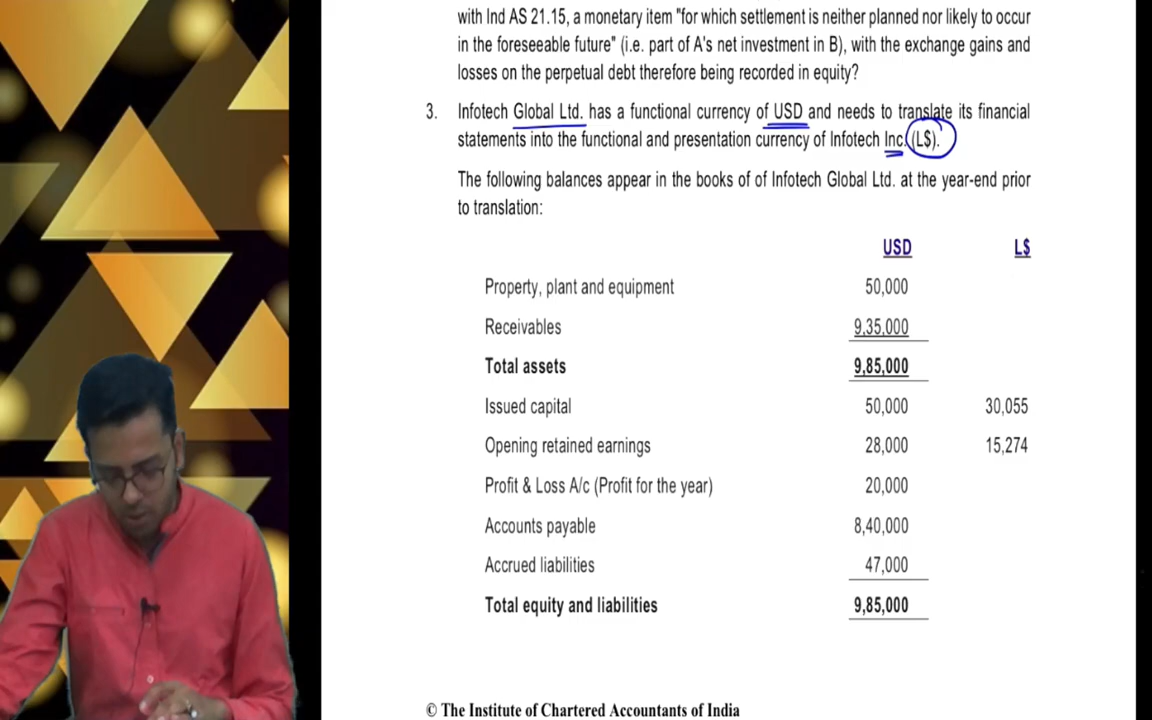 with Ind AS 21.15, a monetary item "for which settlement is neither planned nor likely to occur
in the foreseeable future" (i.e. part of A's net investment in B), with the exchange gains and
losses on the perpetual debt therefore being recorded in equity?
3. Infotech Global Ltd. has a functional currency of USD and needs to translate its financial
statements into the functional and presentation currency of Infotech Inc. (L$).
The following balances appear in the books of of Infotech Global Ltd. at the year-end prior
to translation:
USD L$
Property, plant and equipment 50,000
Receivables 9,35,000
Total assets 9,85,000
Issued capital 50,000 30,055
Opening retained earnings 28,000 15,274
Profit & Loss A/c (Profit for the year) 20,000
Accounts payable 8,40,000
Accrued liabilities 47,000
Total equity and liabilities 9,85,000
© The Institute of Chartered Accountants of India